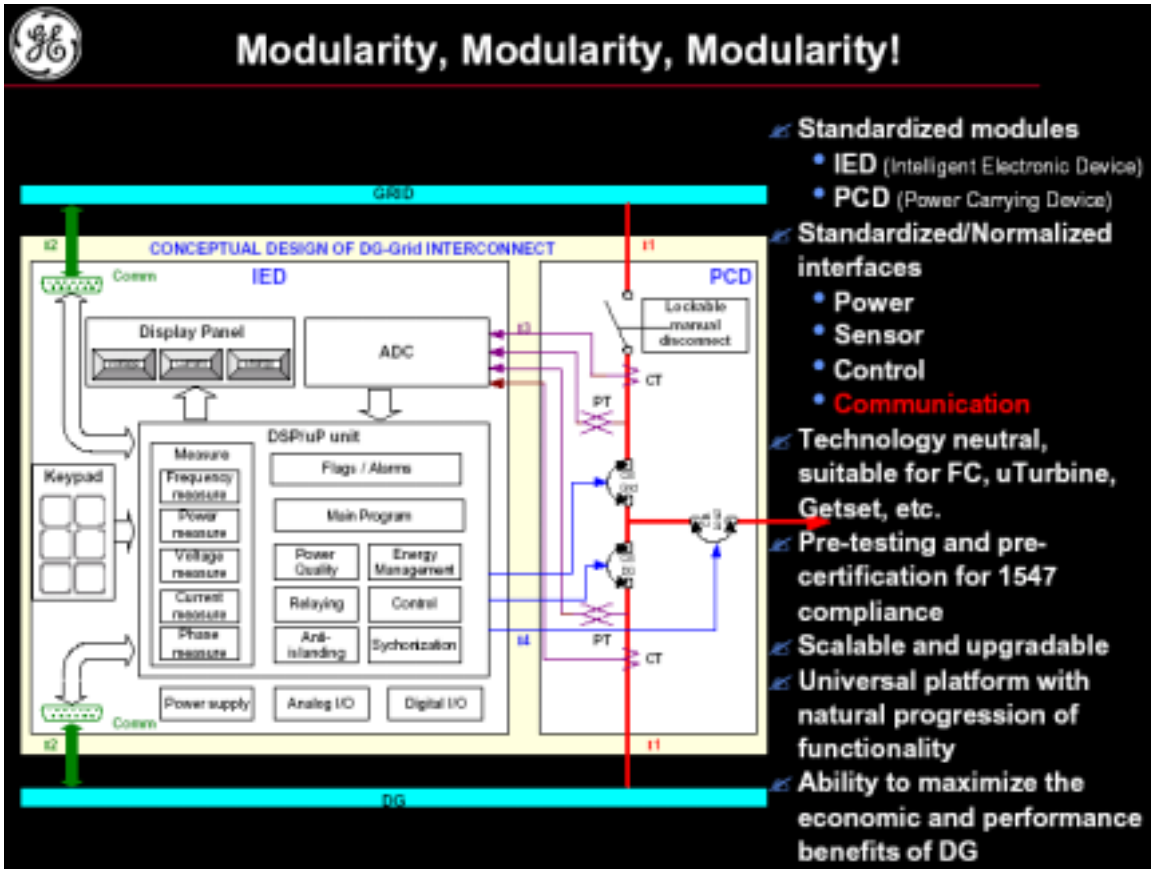 GE
Modularity, Modularity, Modularity!
GRID
CONCEPTUAL DESIGN OF DG-Grid INTERCONNECT
IED
PCD
Comm
Display Panel
ADC
Lockable
manual
disconnect
CT
PT
DSP/uP unit
Keypad
Measure
Frequency
measure
Power
measure
Voltage
measure
Current
measure
Phase
measure
Flags / Alarms
Main Program
Power
Quality
Energy
Management
Relaying
Control
Anti-
islanding
Sychonization
Power supply
Analog I/O
Digital I/O
PT
CT
Comm
DG
Standardized modules
IED (Intelligent Electronic Device)
PCD (Power Carrying Device)
Standardized/Normalized
interfaces
Power
Sensor
Control
Communication
Technology neutral,
suitable for FC, uTurbine,
Getset, etc.
Pre-testing and pre-
certification for 1547
compliance
Scalable and upgradable
Universal platform with
natural progression of
functionality
Ability to maximize the
economic and performance
benefits of DG